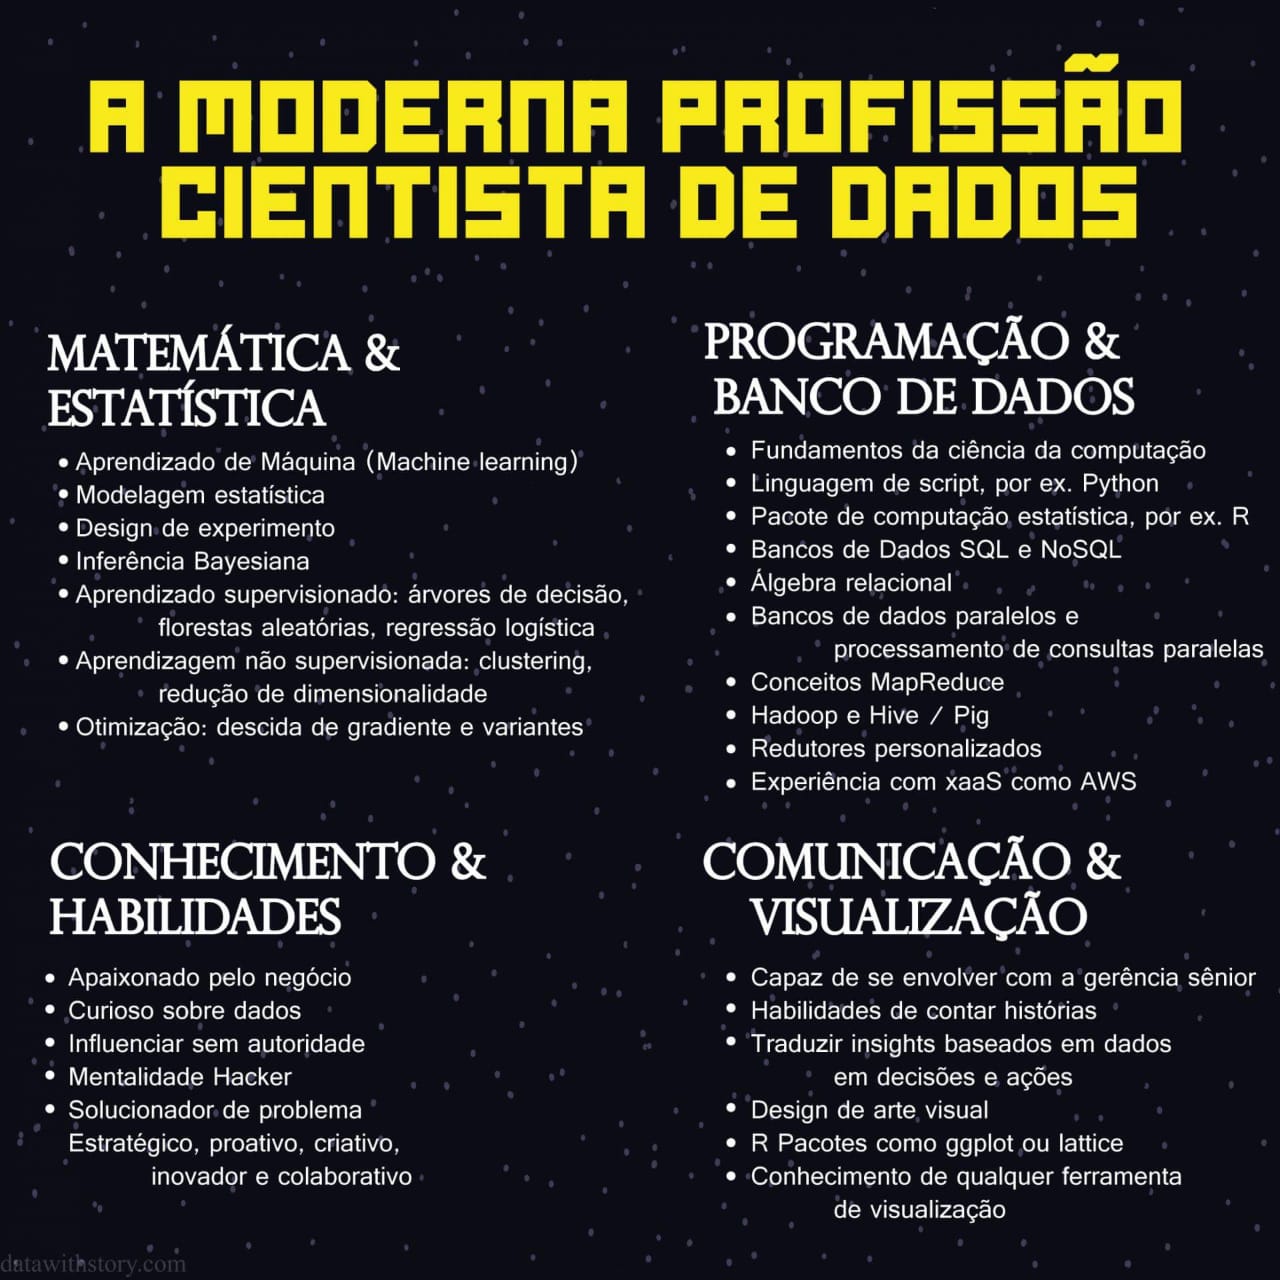 A MODERNA PROFISSÃO
CIENTISTA DE DADOS
MATEMÁTICA &
ESTATÍSTICA
• Aprendizado de Máquina (Machine learning)
• Modelagem estatística
• Design de experimento
• Inferência Bayesiana
• Aprendizado supervisionado: árvores de decisão,
florestas aleatórias, regressão logística
• Aprendizagem não supervisionada: clustering,
redução de dimensionalidade
• Otimização: descida de gradiente e variantes
PROGRAMAÇÃO &
BANCO DE DADOS
• Fundamentos da ciência da computação
• Linguagem de script, por ex. Python
• Pacote de computação estatística, por ex. R
• Bancos de Dados SQL e NoSQL
• Álgebra relacional
• Bancos de dados paralelos e
processamento de consultas paralelas
• Conceitos MapReduce
• Hadoop e Hive / Pig
• Redutores personalizados
• Experiência com xaaS como AWS
CONHECIMENTO &
HABILIDADES
• Apaixonado pelo negócio
• Curioso sobre dados
• Influenciar sem autoridade
• Mentalidade Hacker
• Solucionador de problema
Estratégico, proativo, criativo,
inovador e colaborativo
COMUNICAÇÃO &
VISUALIZAÇÃO
• Capaz de se envolver com a gerência sênior
• Habilidades de contar histórias
• Traduzir insights baseados em dados
em decisões e ações
• Design de arte visual
• R Pacotes como ggplot ou lattice
• Conhecimento de qualquer ferramenta
de visualização
datawithstory.com